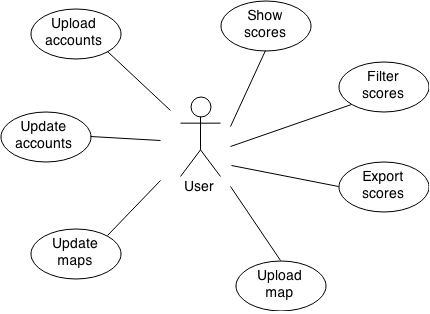 Upload
accounts
Show
scores
Filter
scores
Update
accounts
User
Export
scores
Update
maps
Upload
map